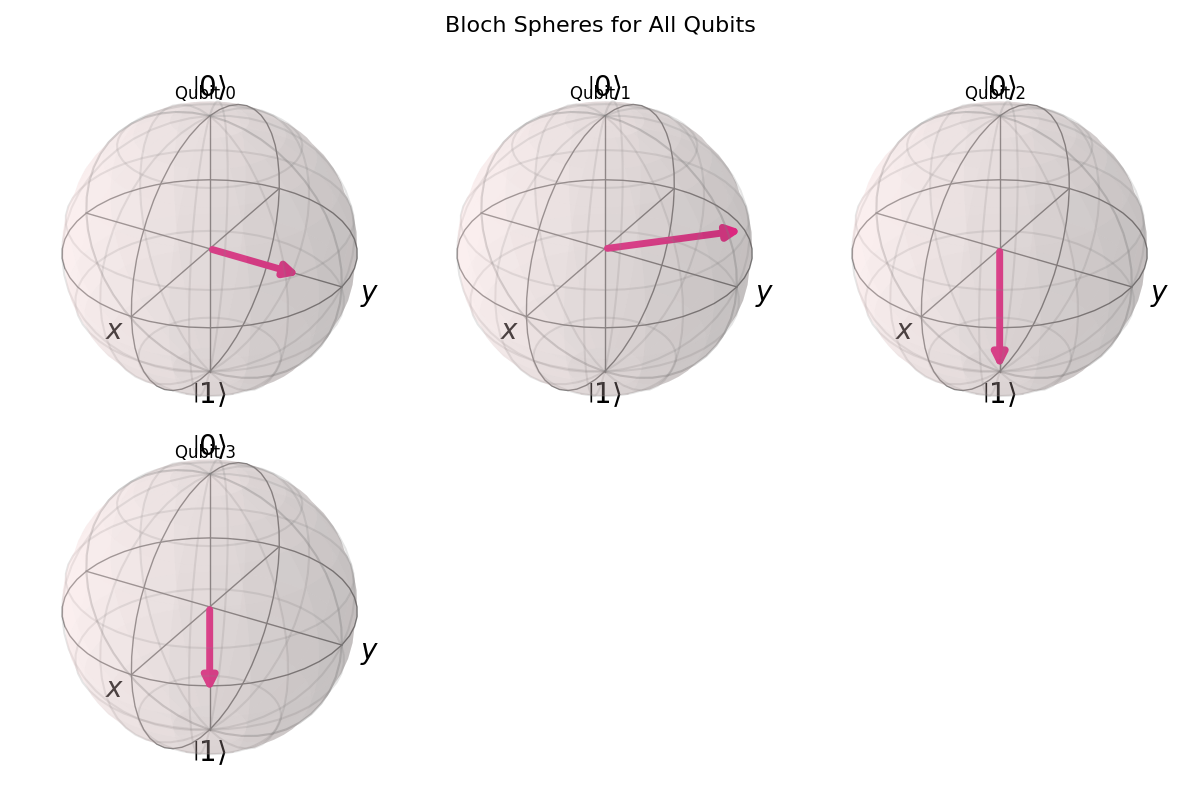 Bloch Spheres for All Qubits
|0⟩
Qubit 0
x
y
|1⟩
|0⟩
Qubit 1
x
y
|1⟩
|0⟩
Qubit 2
x
y
|1⟩
|0⟩
Qubit 3
x
y
|1⟩